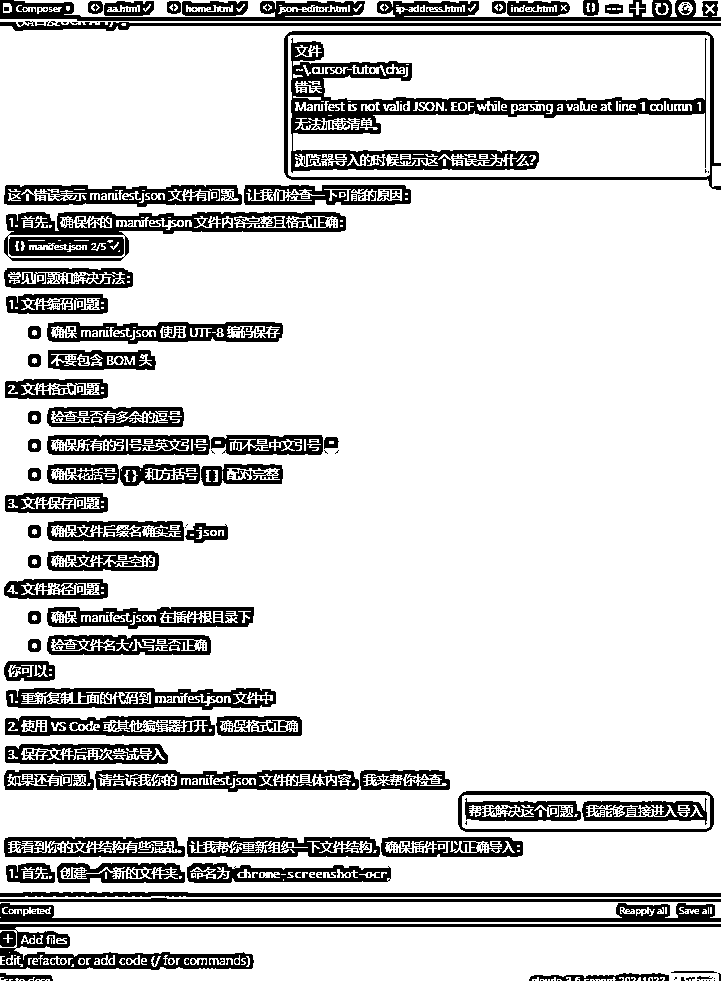 Composer
aa.html
home.html
json-editor.html
ip-address.html
index.html
文件
~\.cursor-tutor\chaj
错误
Manifest is not valid JSON. EOF while parsing a value at line 1 column 1
无法加载清单。
浏览器导入的时候显示这个错误是为什么?
这个错误表示 manifest.json 文件有问题。让我们检查一下可能的原因:
1. 首先, 确保你的 manifest.json 文件内容完整且格式正确:
{} manifest.json 2/5
常见问题和解决方法:
1. 文件编码问题:
确保 manifest.json 使用 UTF-8 编码保存
不要包含 BOM 头
2. 文件格式问题:
检查是否有多余的逗号
确保所有的引号是英文引号 " 而不是中文引号 "
确保花括号 {} 和方括号 [] 配对完整
3. 文件保存问题:
确保文件后缀名确实是 .json
确保文件不是空的
4. 文件路径问题:
确保 manifest.json 在插件根目录下
检查文件名大小写是否正确
你可以:
1. 重新复制上面的代码到 manifest.json 文件中
2. 使用 VS Code 或其他编辑器打开, 确保格式正确
3. 保存文件后再次尝试导入
如果还有问题, 请告诉我你的 manifest.json 文件的具体内容, 我来帮你检查。
帮我解决这个问题, 我能够直接进入导入
我看到你的文件结构有些混乱。让我帮你重新组织一下文件结构, 确保插件可以正确导入:
1. 首先, 创建一个新的文件夹, 命名为 chrome-screenshot-ocr
Completed
Reapply all
Save all
+ Add files
Edit, refactor, or add code (/ for commands)